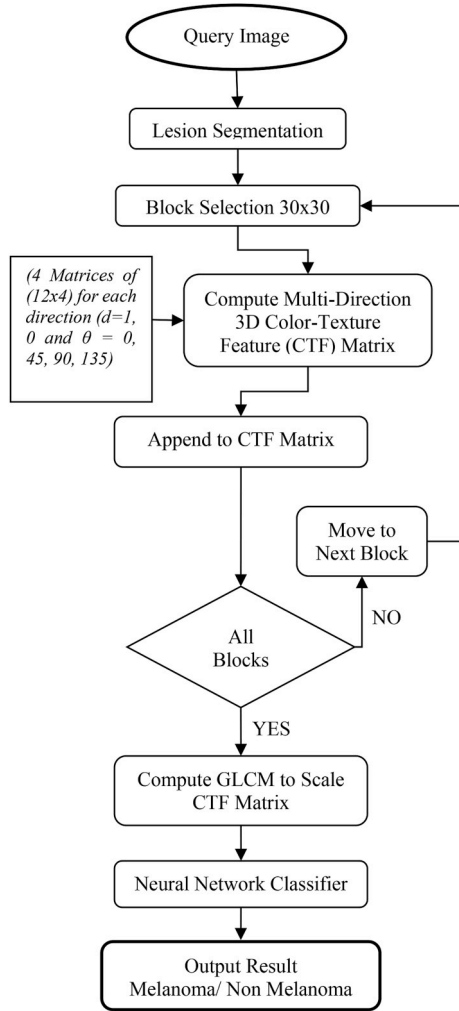 Query Image
Lesion Segmentation
Block Selection 30x30
(4 Matrices of
(12x4) for each
direction (d=1,
0 and θ = 0,
45, 90, 135)
Compute Multi-Direction
3D Color-Texture
Feature (CTF) Matrix
Append to CTF Matrix
Move to
Next Block
NO
All
Blocks
YES
Compute GLCM to Scale
CTF Matrix
Neural Network Classifier
Output Result
Melanoma/ Non Melanoma